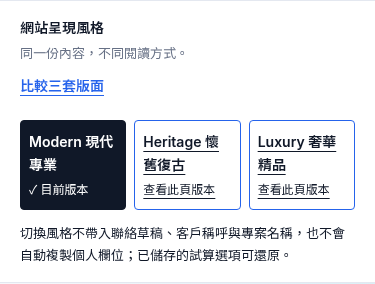 網站呈現風格
同一份內容，不同閱讀方式。
比較三套版面
Modern 現代
專業
✓ 目前版本
Heritage 懷
舊復古
查看此頁版本
Luxury 奢華
精品
查看此頁版本
切換風格不帶入聯絡草稿、客戶稱呼與專案名稱，也不會
自動複製個人欄位；已儲存的試算選項可還原。